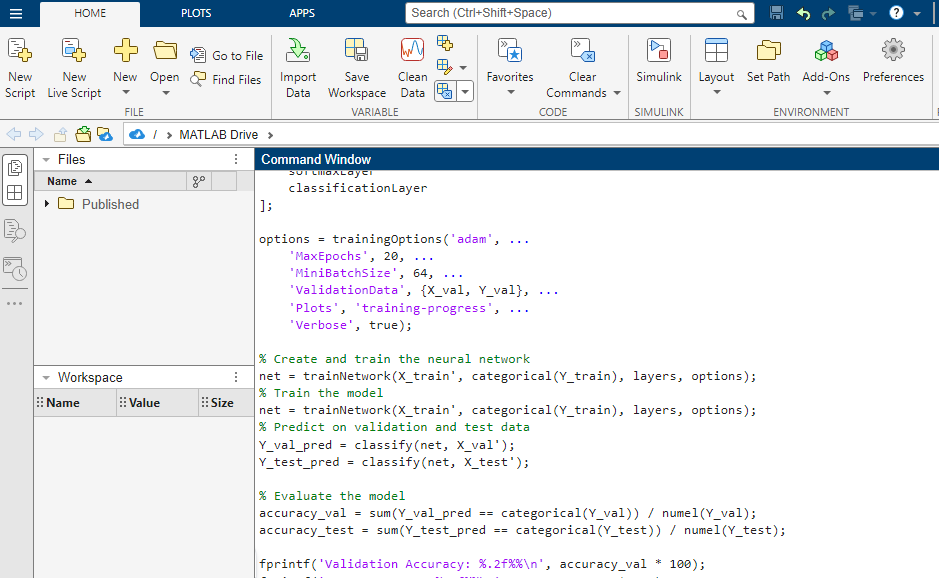 HOME PLOTS APPS Search (Ctrl+Shift+Space)
New Script
New Live Script
New
Open
Go to File
Find Files
FILE
Import Data
Save Workspace
Clean Data
VARIABLE
Favorites
Clear Commands
CODE
Simulink
SIMULINK
Layout
Set Path
Add-Ons
Preferences
ENVIRONMENT
/ MATLAB Drive
Files
Name
Published
Workspace
Name Value Size
Command Window
softmaxLayer
classificationLayer
];
options = trainingOptions('adam', ...
'MaxEpochs', 20, ...
'MiniBatchSize', 64, ...
'ValidationData', {X_val, Y_val}, ...
'Plots', 'training-progress', ...
'Verbose', true);
% Create and train the neural network
net = trainNetwork(X_train', categorical(Y_train), layers, options);
% Train the model
net = trainNetwork(X_train', categorical(Y_train), layers, options);
% Predict on validation and test data
Y_val_pred = classify(net, X_val');
Y_test_pred = classify(net, X_test');
% Evaluate the model
accuracy_val = sum(Y_val_pred == categorical(Y_val)) / numel(Y_val);
accuracy_test = sum(Y_test_pred == categorical(Y_test)) / numel(Y_test);
fprintf('Validation Accuracy: %.2f%%\n', accuracy_val * 100);